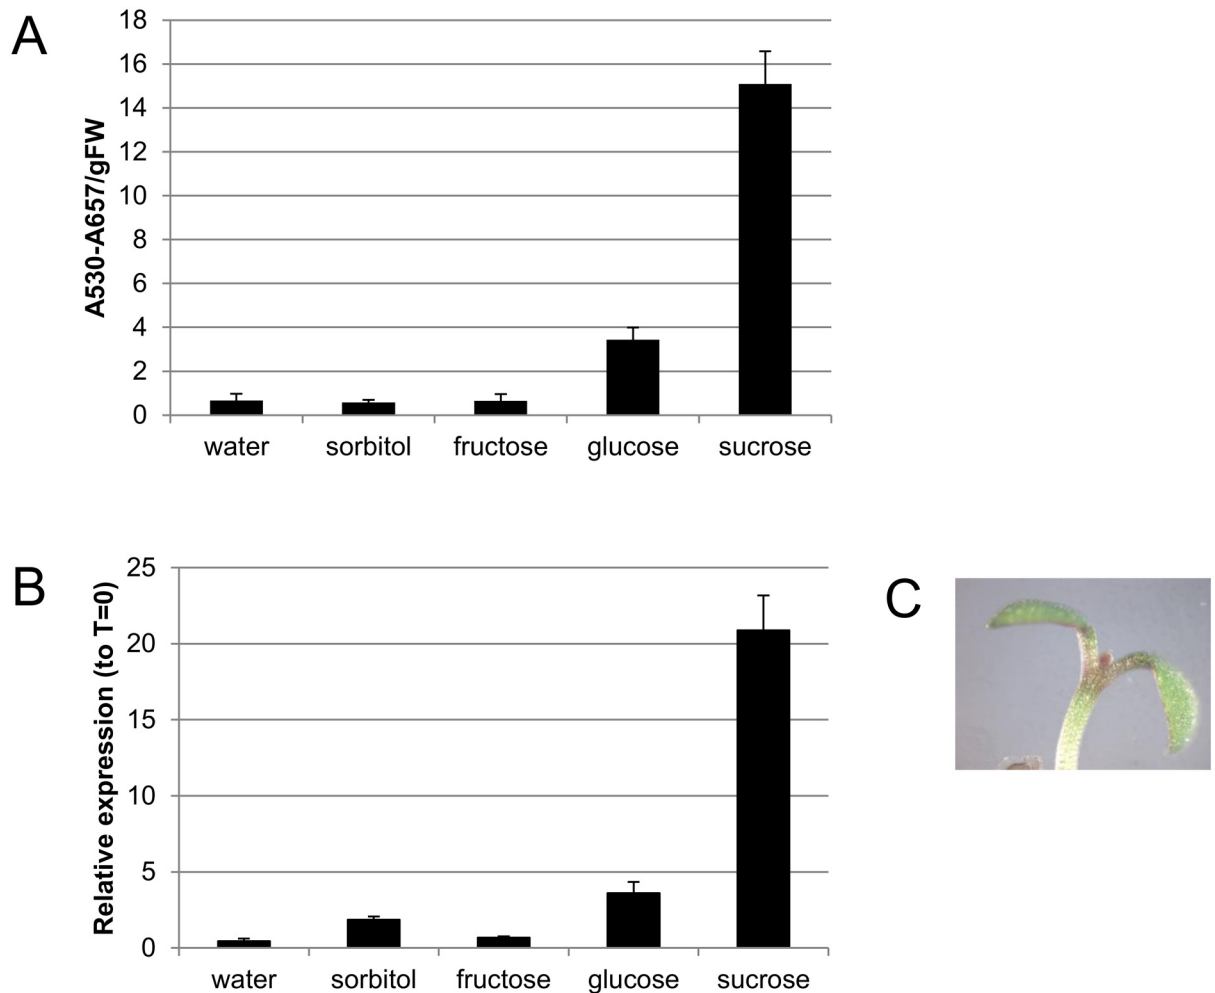 A
A530-A657/gFW
18
16
14
12
10
8
6
4
2
0
water sorbitol fructose glucose sucrose
B
Relative expression (to T=0)
25
20
15
10
5
0
water sorbitol fructose glucose sucrose
C